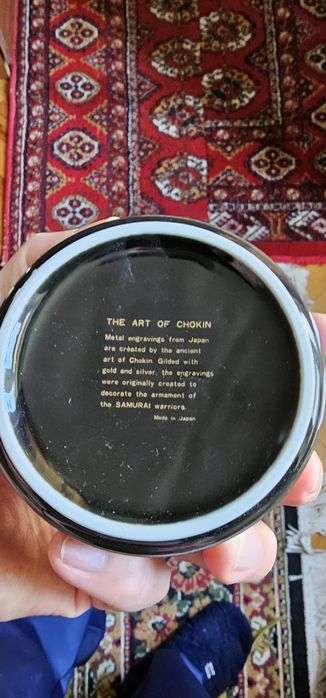 THE ART OF CHOKIN
Metal engravings from Japan
are created by the ancient
art of Chokin. Gilded with
gold and silver, the engravings
were originally created to
decorate the armament of
the SAMURAI warriors.
Made in Japan